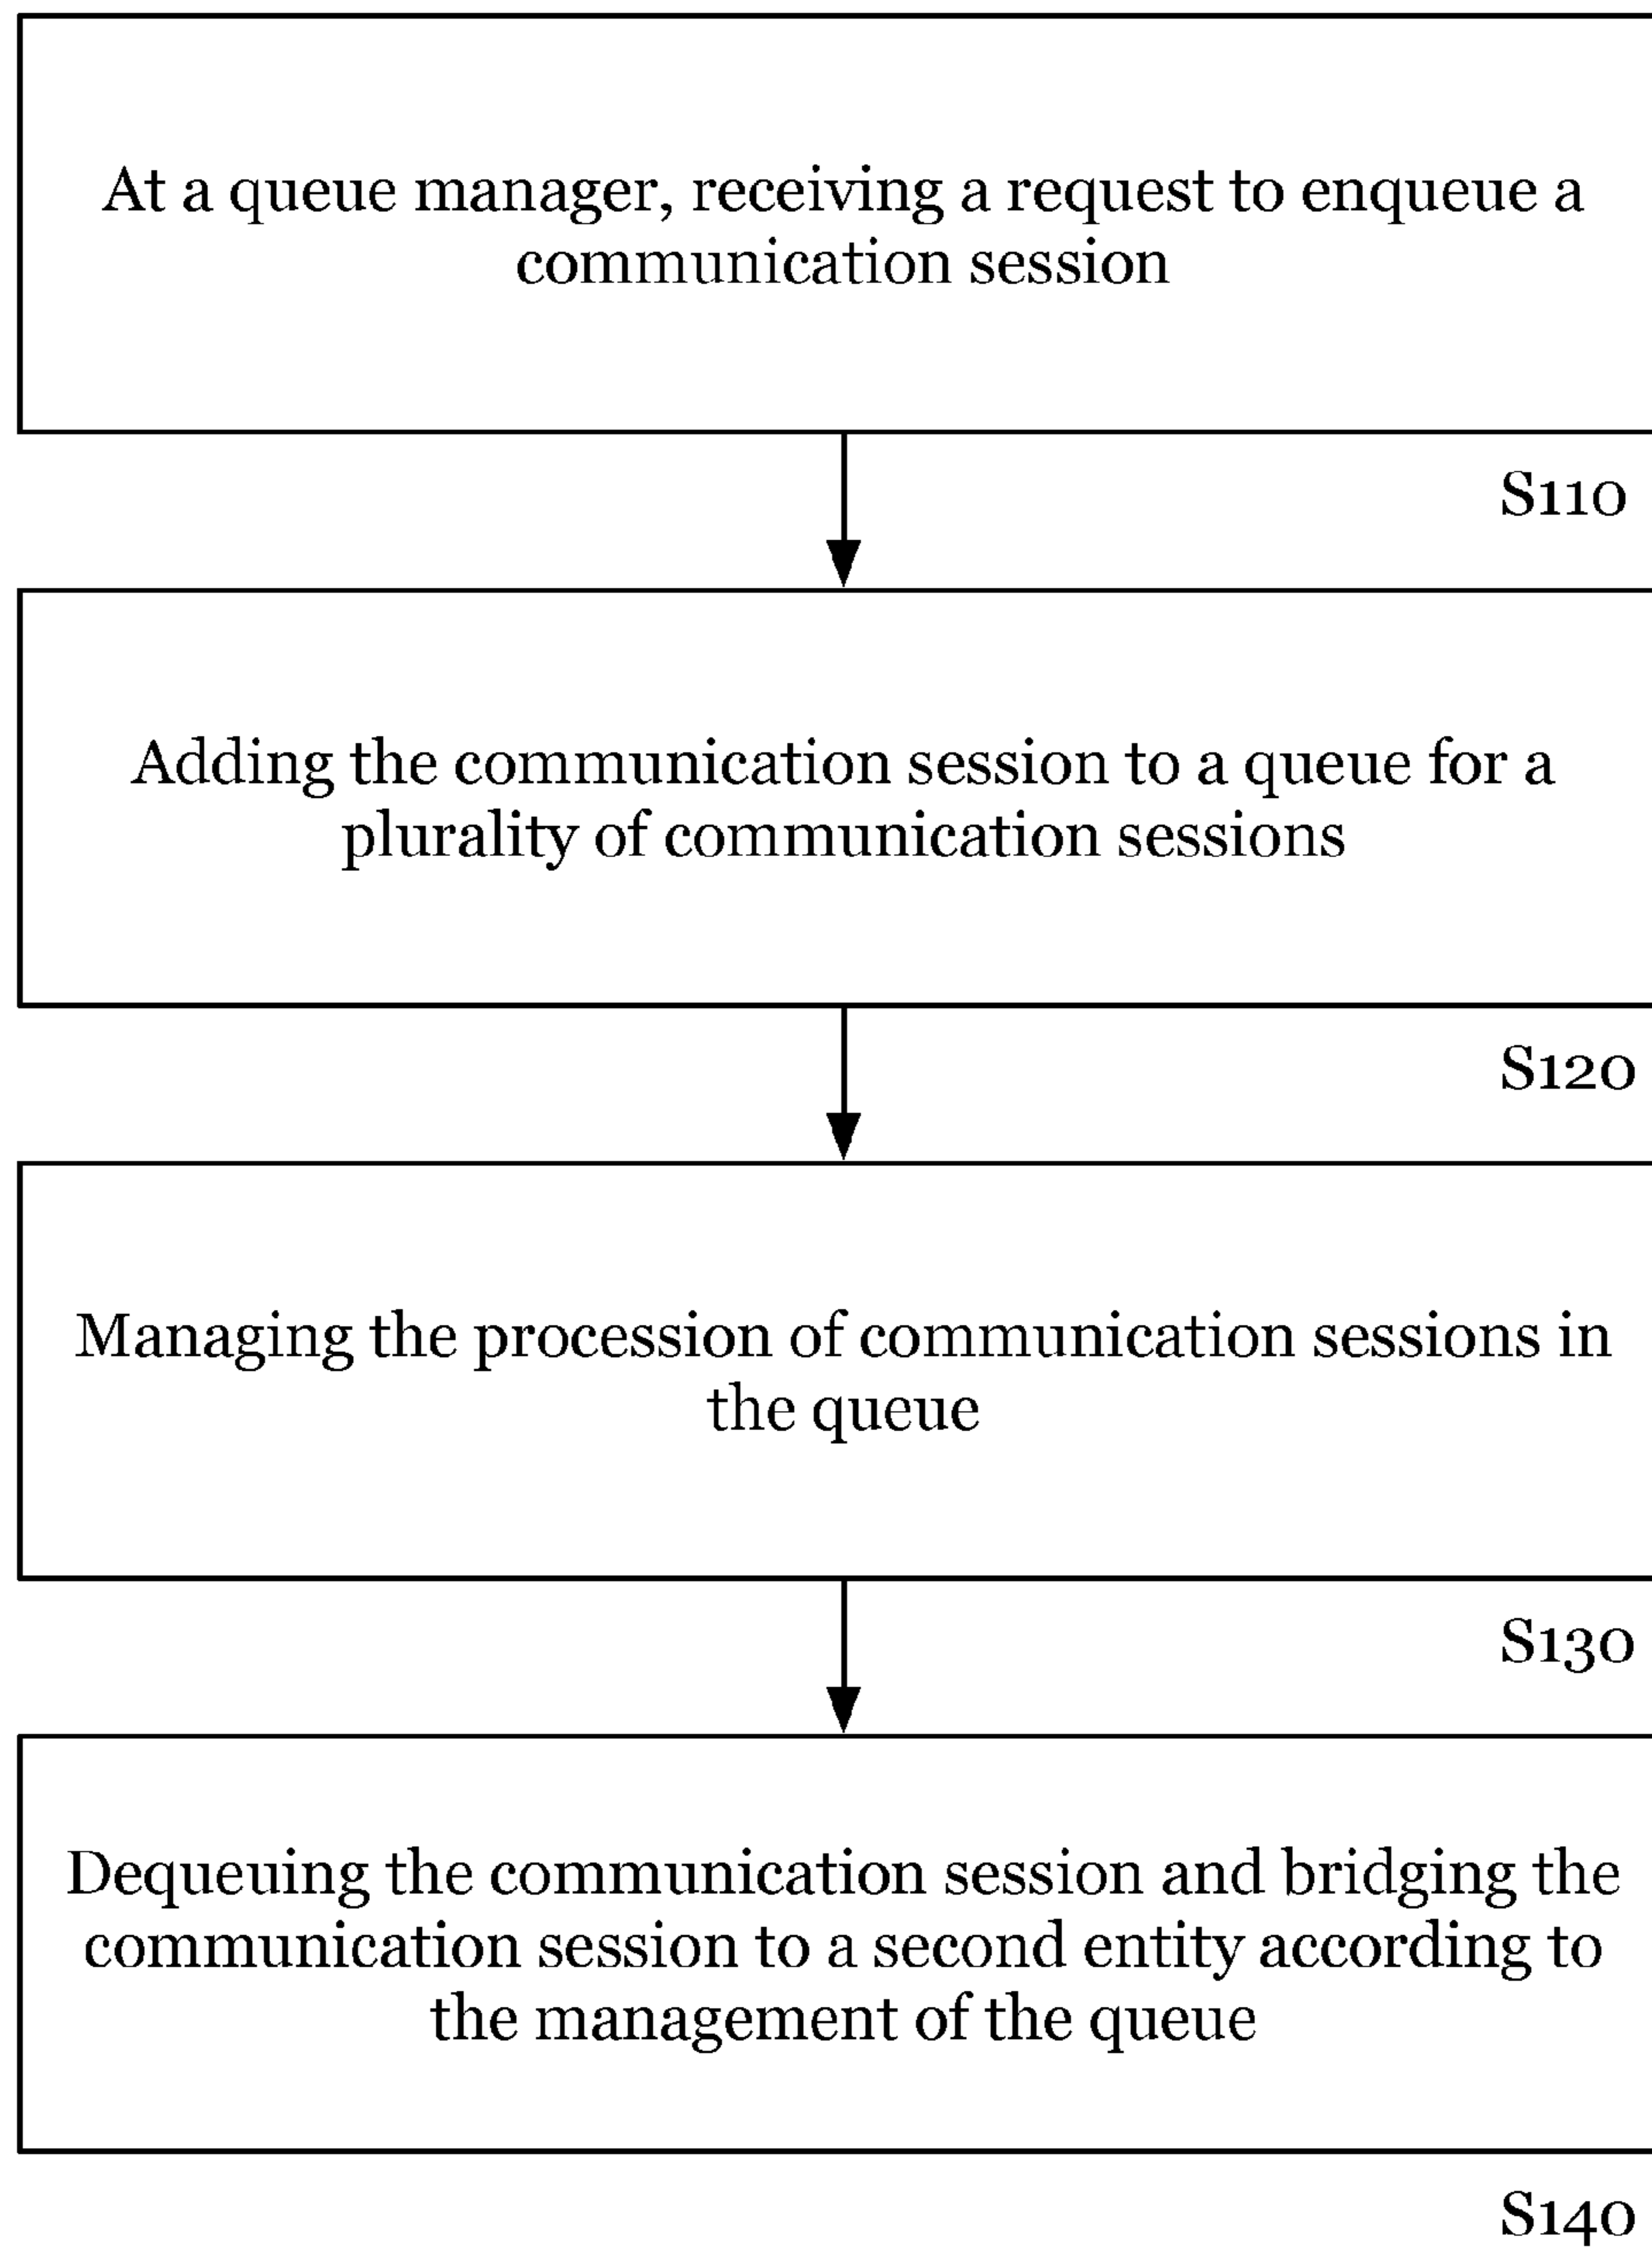 At a queue manager, receiving a request to enqueue a
communication session
S110
Adding the communication session to a queue for a
plurality of communication sessions
S120
Managing the procession of communication sessions in
the queue
S130
Dequeuing the communication session and bridging the
communication session to a second entity according to
the management of the queue
S140